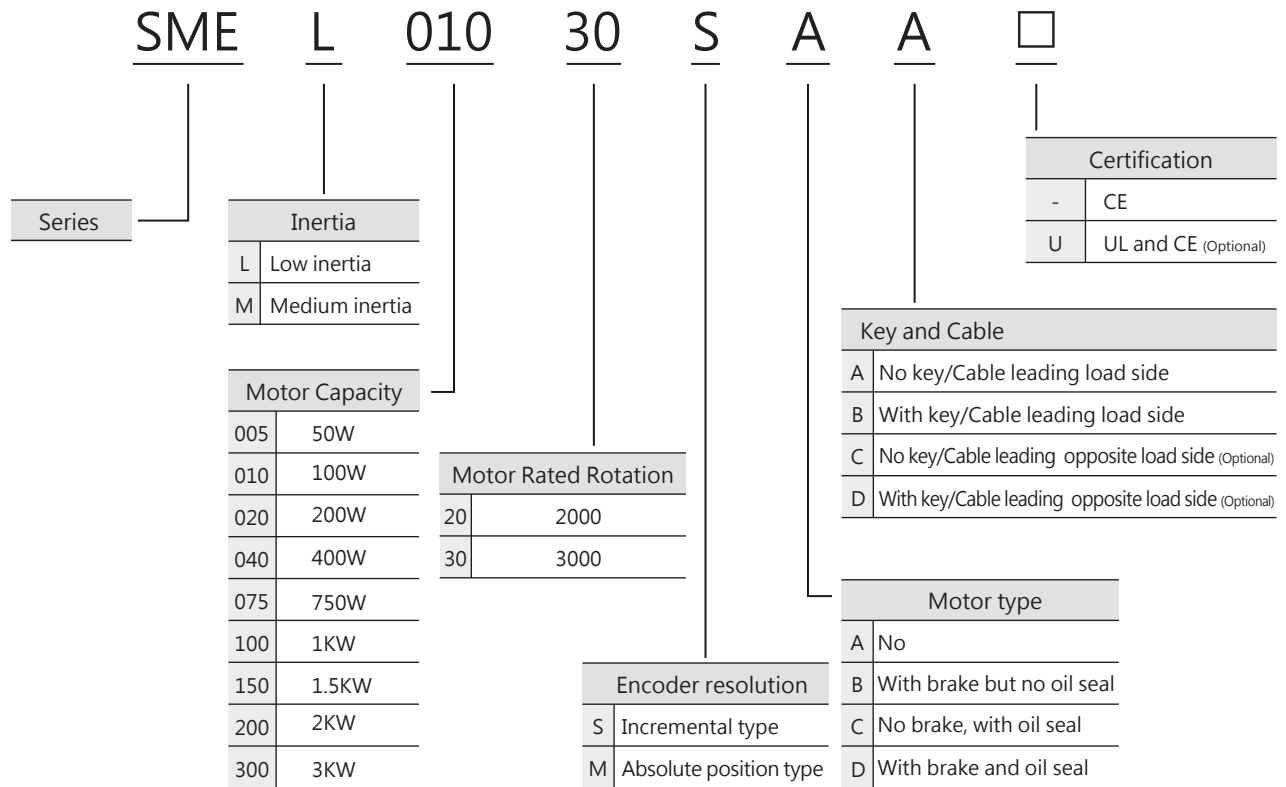 SME L 010 30 S A A □
Series
Inertia
L Low inertia
M Medium inertia
Motor Capacity
005 50W
010 100W
020 200W
040 400W
075 750W
100 1KW
150 1.5KW
200 2KW
300 3KW
Motor Rated Rotation
20 2000
30 3000
Encoder resolution
S Incremental type
M Absolute position type
Certification
- CE
U UL and CE (Optional)
Key and Cable
A No key/Cable leading load side
B With key/Cable leading load side
C No key/Cable leading opposite load side (Optional)
D With key/Cable leading opposite load side (Optional)
Motor type
A No
B With brake but no oil seal
C No brake, with oil seal
D With brake and oil seal